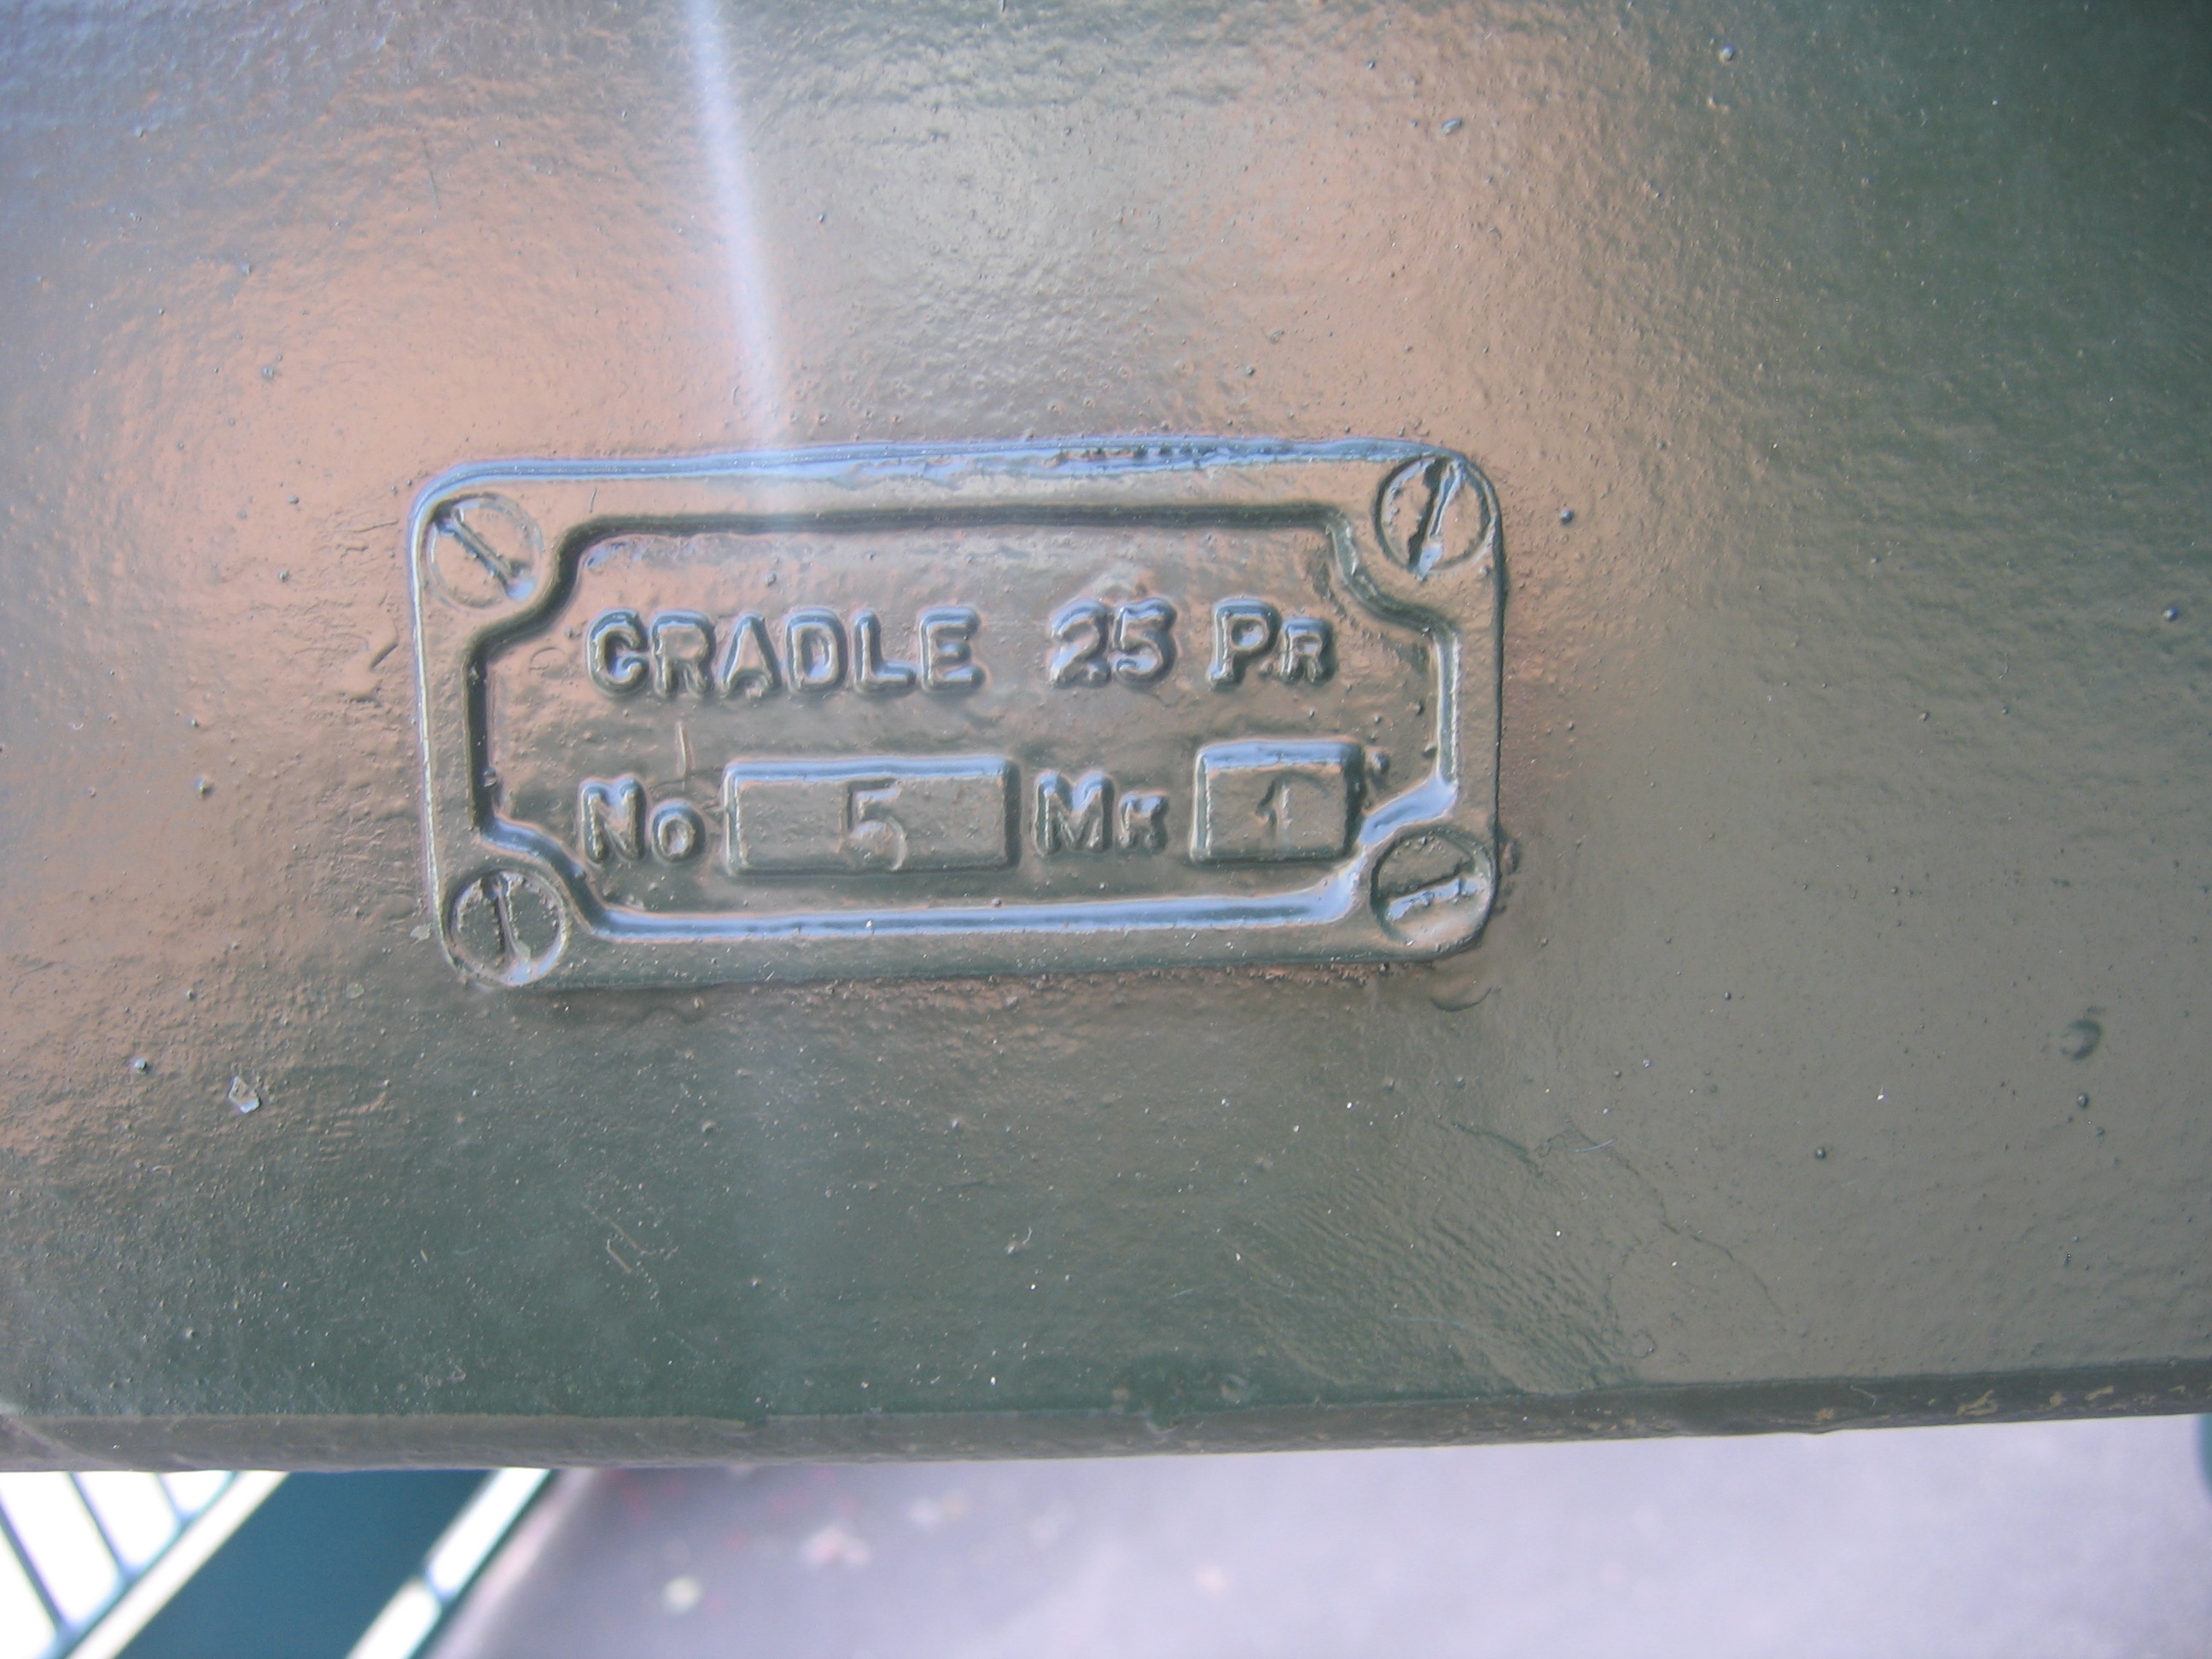 CRADLE 25 PR
No 5 MK 1